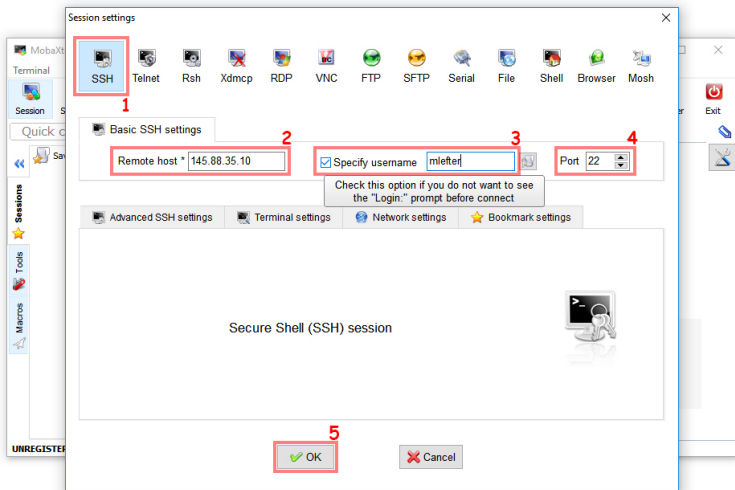 Session settings
MobaXt
Terminal
Session
S
Quick c
Sav
Sessions
Tools
Macros
UNREGISTER
SSH
Telnet
Rsh
Xdmcp
RDP
VNC
FTP
SFTP
Serial
File
Shell
Browser
Mosh
1
er
Exit
Basic SSH settings
2
3
4
Remote host * 145.88.35.10
Specify username mlefter
Port 22
Check this option if you do not want to see
the "Login:" prompt before connect
Advanced SSH settings
Terminal settings
Network settings
Bookmark settings
Secure Shell (SSH) session
5
OK
Cancel